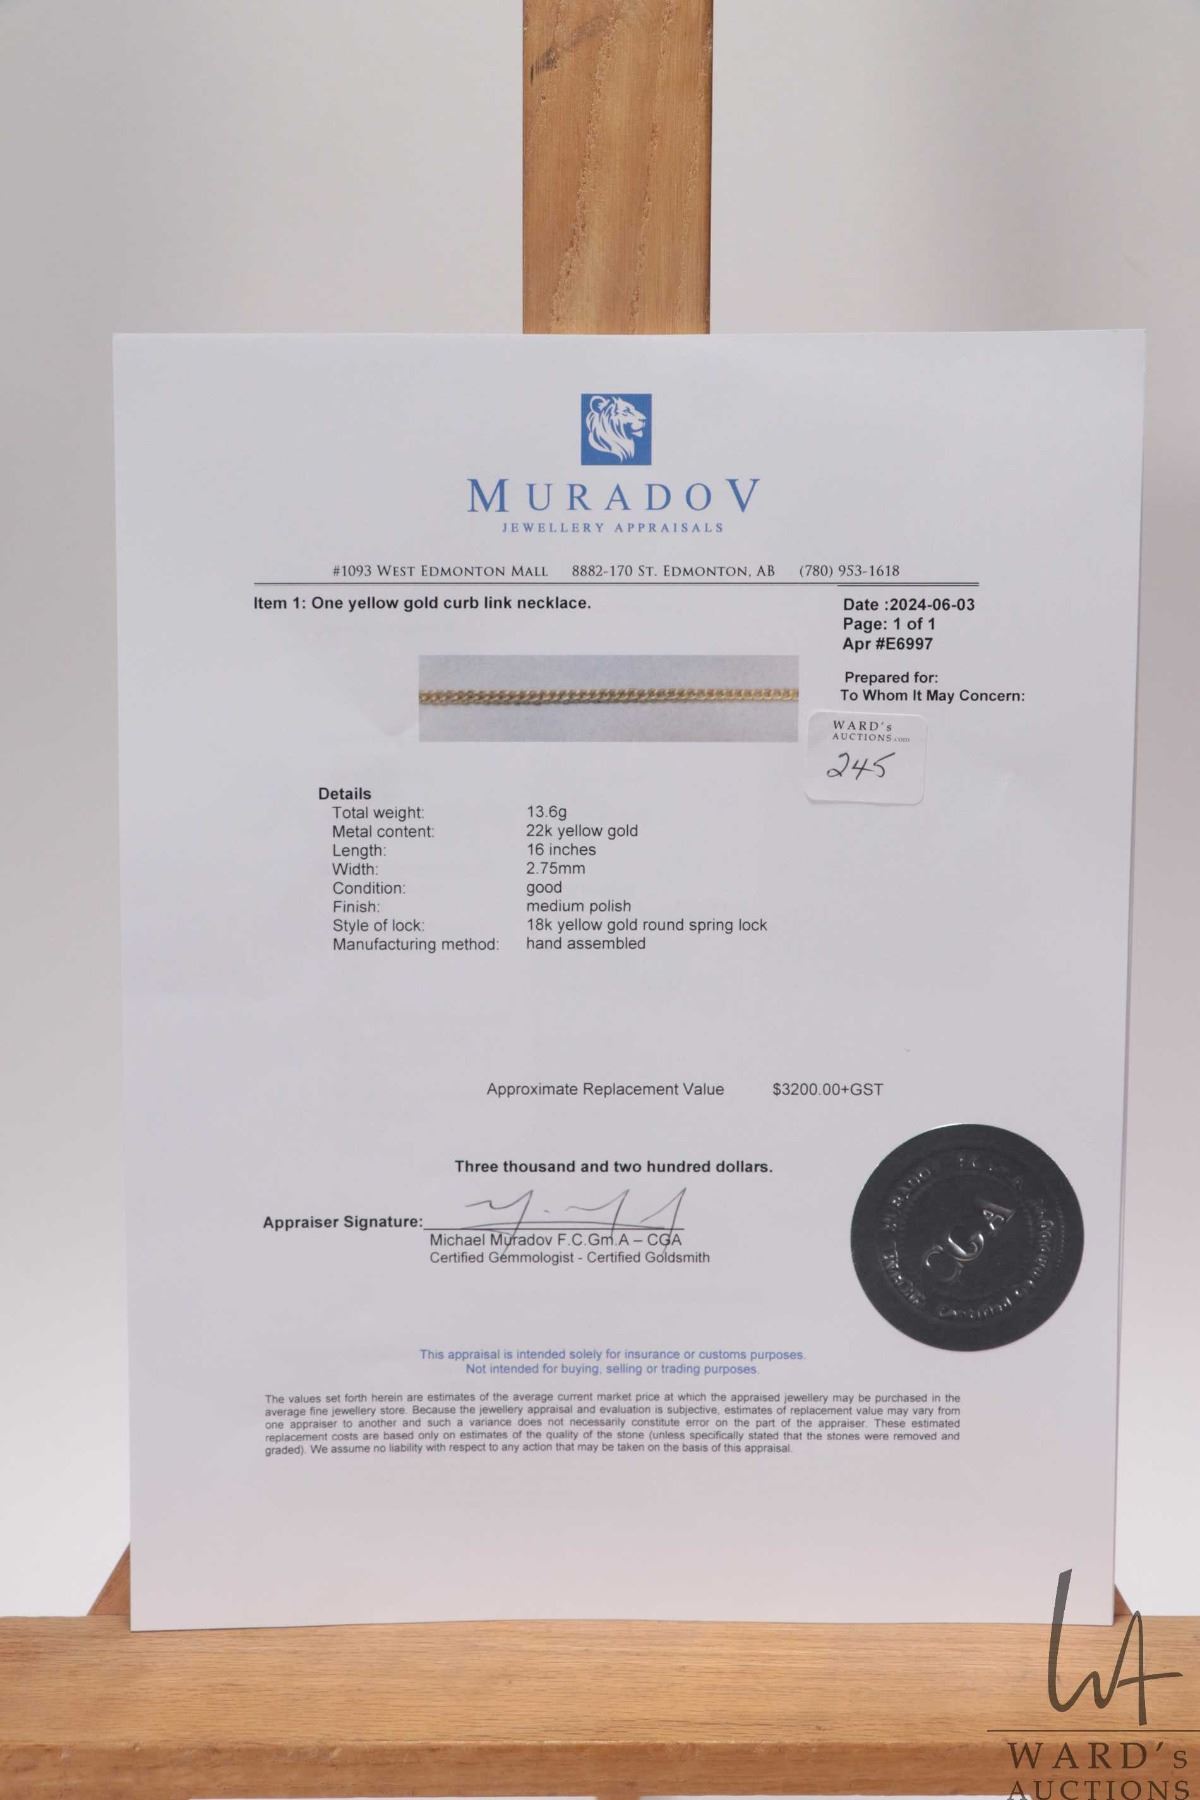 MURADOV
JEWELLERY APPRAISALS
#1093 WEST EDMONTON MALL 8882-170 ST. EDMONTON, AB (780) 953-1618
Item 1: One yellow gold curb link necklace.
Date :2024-06-03
Page: 1 of 1
Apr #E6997
Prepared for:
To Whom It May Concern:
WARD's
AUCTIONS.com
245
Details
Total weight: 13.6g
Metal content: 22k yellow gold
Length: 16 inches
Width: 2.75mm
Condition: good
Finish: medium polish
Style of lock: 18k yellow gold round spring lock
Manufacturing method: hand assembled
Approximate Replacement Value $3200.00+GST
Three thousand and two hundred dollars.
Appraiser Signature:
Michael Muradov F.C.Gm.A – CGA
Certified Gemmologist - Certified Goldsmith
CGA
This appraisal is intended solely for insurance or customs purposes.
Not intended for buying, selling or trading purposes.
The values set forth herein are estimates of the average current market price at which the appraised jewellery may be purchased in the
average fine jewellery store. Because the jewellery appraisal and evaluation is subjective, estimates of replacement value may vary from
one appraiser to another and such a variance does not necessarily constitute error on the part of the appraiser. These estimated
replacement costs are based only on estimates of the quality of the stone (unless specifically stated that the stones were removed and
graded). We assume no liability with respect to any action that may be taken on the basis of this appraisal.
WA
WARD's
AUCTIONS